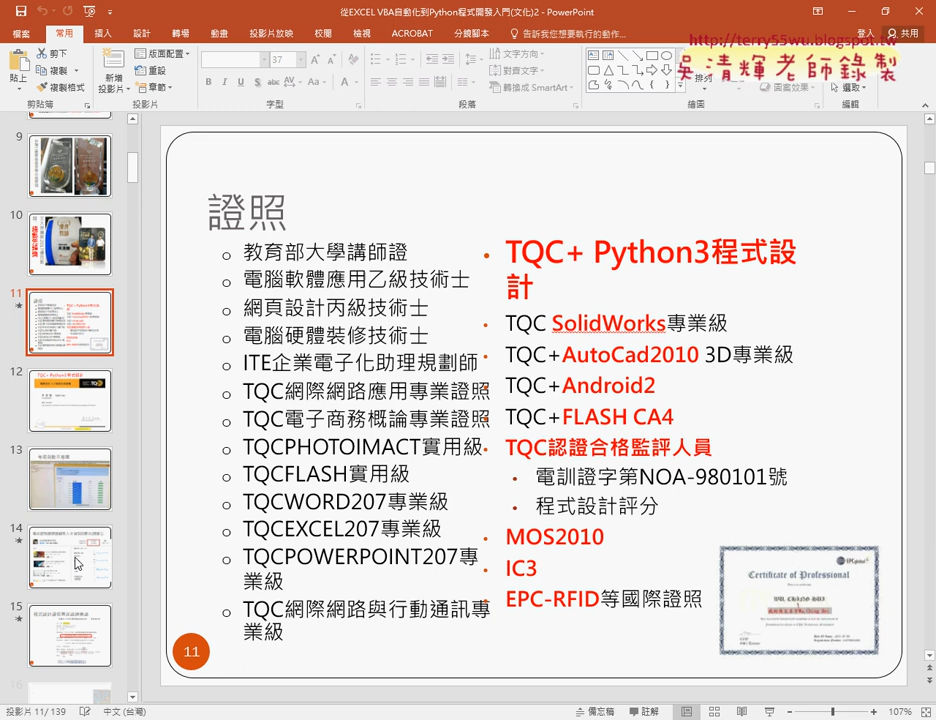 從EXCEL VBA自動化到Python程式開發入門(文化)2 - PowerPoint
檔案 常用 插入 設計 轉場 動畫 投影片放映 校閱 檢視 ACROBAT 分鏡腳本 告訴我您想要執行的動作... 登入 共用
http://terry55wu.blogspot.tw
吳清輝老師錄製
貼上 剪下 複製 複製格式 新增投影片 版面配置 重設 章節 37 文字方向 對齊文字 轉換成 SmartArt 排列 圖案效果 選取
剪貼簿 投影片 字型 段落 繪圖 編輯
9
10
11
12
13
14
15
16
證照
教育部大學講師證
電腦軟體應用乙級技術士
網頁設計丙級技術士
電腦硬體裝修技術士
ITE企業電子化助理規劃師
TQC網際網路應用專業證照
TQC電子商務概論專業證照
TQCPHOTOIMACT實用級
TQCFLASH實用級
TQCWORD207專業級
TQCEXCEL207專業級
TQCPOWERPOINT207專
業級
TQC網際網路與行動通訊專
業級
TQC+ Python3程式設
計
TQC SolidWorks專業級
TQC+AutoCad2010 3D專業級
TQC+Android2
TQC+FLASH CA4
TQC認證合格監評人員
電訓證字第NOA-980101號
程式設計評分
MOS2010
IC3
EPC-RFID等國際證照
Certificate of Professional
WU, CHING-HUI
11
投影片 11/139 中文 (台灣) 備忘稿 註解 107%